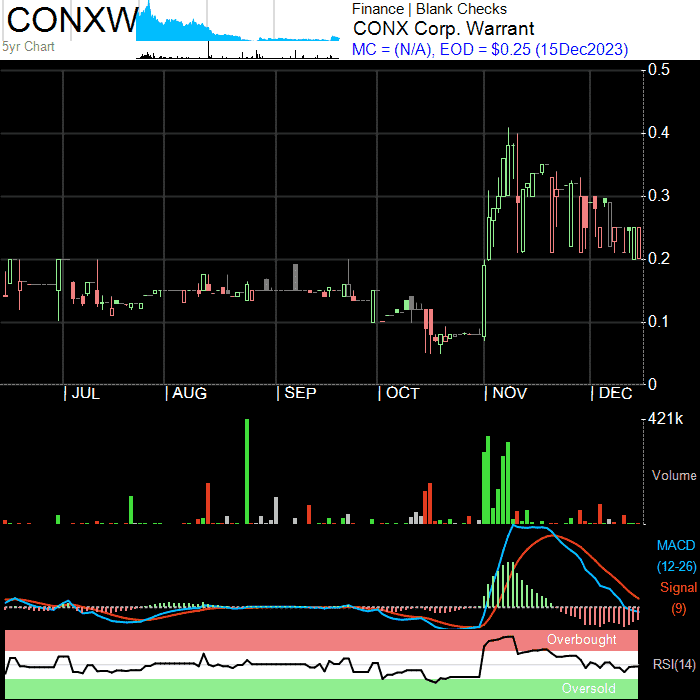 CONXW
5yr Chart
Finance | Blank Checks
CONX Corp. Warrant
MC = (N/A), EOD = $0.25 (15Dec2023)
0.5
0.4
0.3
0.2
0.1
0
JUL AUG SEP OCT NOV DEC
421k
Volume
MACD
(12-26)
Signal
(9)
Overbought
RSI(14)
Oversold